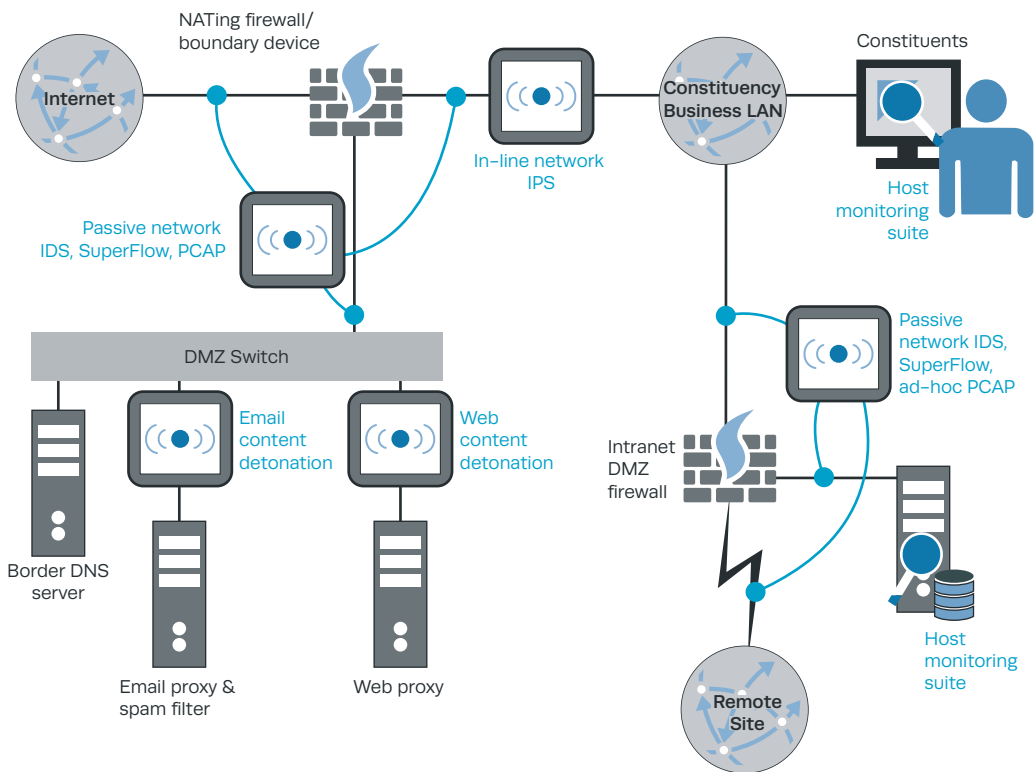 NATing firewall/
boundary device
Internet
In-line network
IPS
Constituency
Business LAN
Constituents
Host
monitoring
suite
Passive network
IDS, SuperFlow, PCAP
DMZ Switch
Email
content
detonation
Web
content
detonation
Border DNS
server
Email proxy &
spam filter
Web proxy
Passive
network IDS,
SuperFlow,
ad-hoc PCAP
Intranet
DMZ
firewall
Host
monitoring
suite
Remote
Site